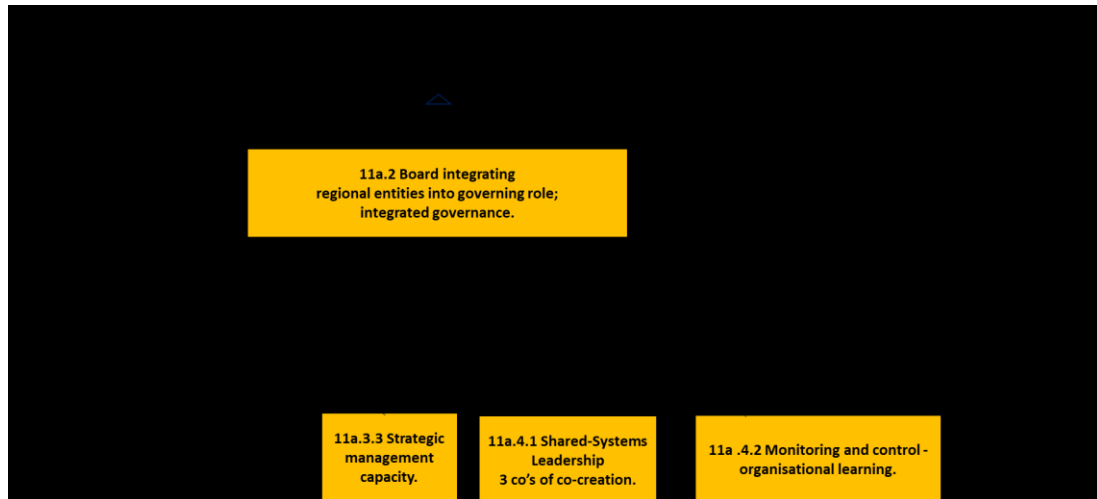 11a.2 Board integrating
regional entities into governing role;
integrated governance.
11a.3.3 Strategic
management
capacity.
11a.4.1 Shared-Systems
Leadership
3 co's of co-creation.
11a .4.2 Monitoring and control -
organisational learning.